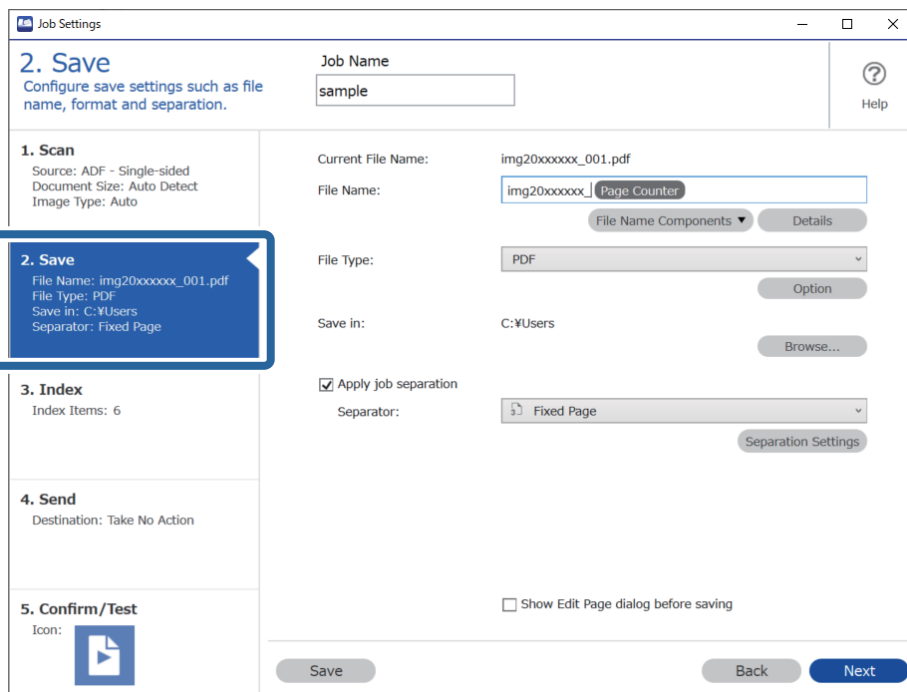 Job Settings
2. Save
Configure save settings such as file
name, format and separation.
Job Name
sample
Help
1. Scan
Source: ADF - Single-sided
Document Size: Auto Detect
Image Type: Auto
2. Save
File Name: img20xxxxxx_001.pdf
File Type: PDF
Save in: C:¥Users
Separator: Fixed Page
3. Index
Index Items: 6
4. Send
Destination: Take No Action
5. Confirm/Test
Icon:
Current File Name: img20xxxxxx_001.pdf
File Name: img20xxxxxx_ Page Counter
File Name Components ▼ Details
File Type: PDF
Option
Save in: C:¥Users
Browse...
Apply job separation
Separator: 3 Fixed Page
Separation Settings
Show Edit Page dialog before saving
Save Back Next